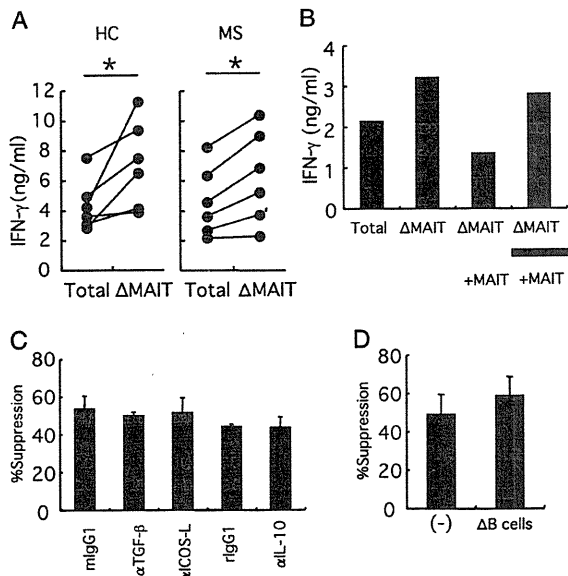 A
HC
MS
*
*
IFN-γ (ng/ml)
12
10
8
6
4
2
0
Total ΔMAIT
Total ΔMAIT
B
IFN-γ (ng/ml)
4
3
2
1
0
Total
ΔMAIT
ΔMAIT
ΔMAIT
+MAIT
+MAIT
C
%Suppression
80
60
40
20
0
mIgG1
αTGF-β
αICOS-L
rIgG1
αIL-10
D
%Suppression
80
60
40
20
0
(-)
ΔB cells